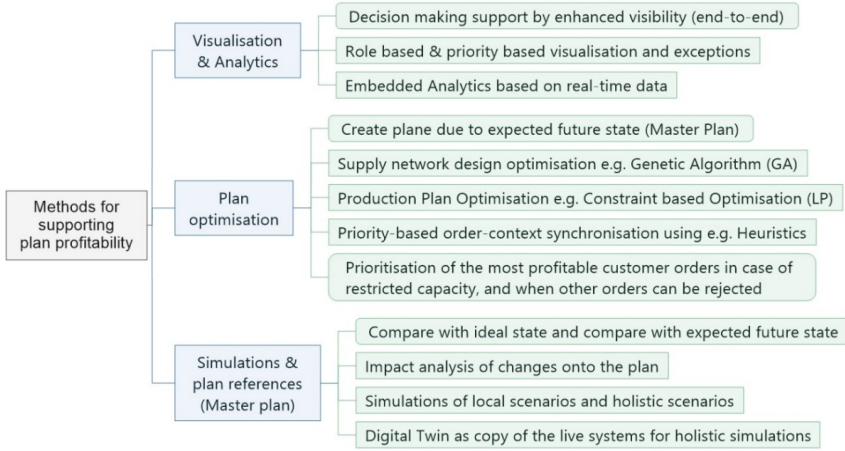 Methods for
supporting
plan profitability
Visualisation
& Analytics
Decision making support by enhanced visibility (end-to-end)
Role based & priority based visualisation and exceptions
Embedded Analytics based on real-time data
Plan
optimisation
Create plane due to expected future state (Master Plan)
Supply network design optimisation e.g. Genetic Algorithm (GA)
Production Plan Optimisation e.g. Constraint based Optimisation (LP)
Priority-based order-context synchronisation using e.g. Heuristics
Prioritisation of the most profitable customer orders in case of
restricted capacity, and when other orders can be rejected
Simulations &
plan references
(Master plan)
Compare with ideal state and compare with expected future state
Impact analysis of changes onto the plan
Simulations of local scenarios and holistic scenarios
Digital Twin as copy of the live systems for holistic simulations